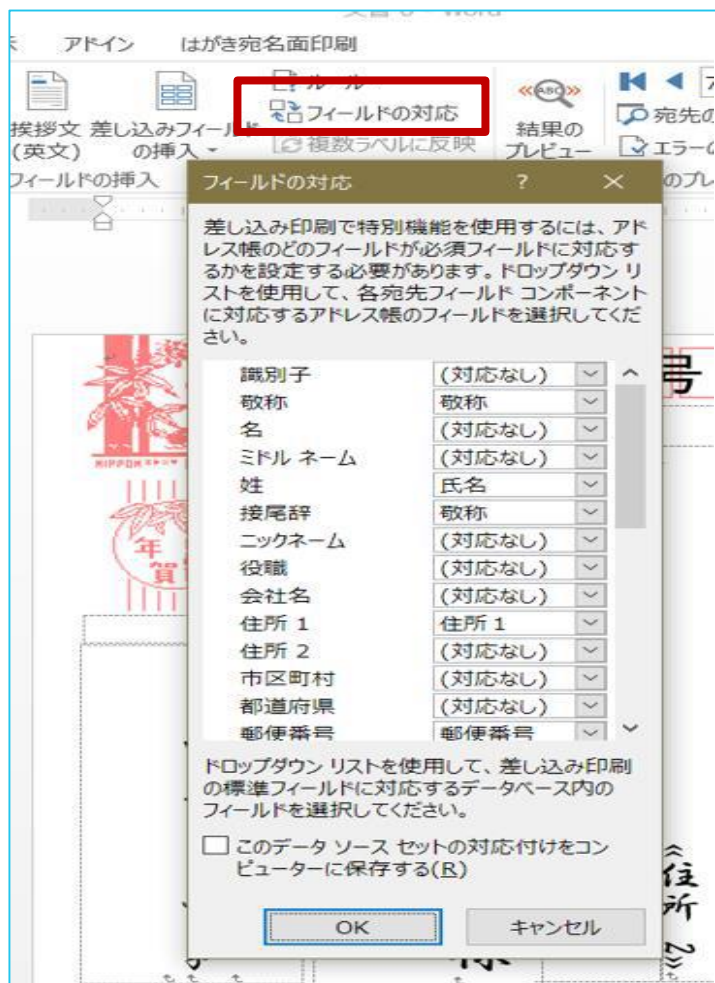 アドイン はがき宛名面印刷
ルール
フィールドの対応
複数ラベルに反映
挨拶文 差し込みフィールド
(英文) の挿入
結果の
プレビュー
«ABC»
宛先の
エラーの
フィールドの挿入
のプレ
フィールドの対応 ? ×
差し込み印刷で特別機能を使用するには、アド
レス帳のどのフィールドが必須フィールドに対応す
るかを設定する必要があります。ドロップダウン リ
ストを使用して、各宛先フィールド コンポーネント
に対応するアドレス帳のフィールドを選択してくだ
さい。
識別子 (対応なし)
敬称 敬称
名 (対応なし)
ミドル ネーム (対応なし)
姓 氏名
接尾辞 敬称
ニックネーム (対応なし)
役職 (対応なし)
会社名 (対応なし)
住所 1 住所 1
住所 2 (対応なし)
市区町村 (対応なし)
都道府県 (対応なし)
郵便番号 郵便番号
ドロップダウン リストを使用して、差し込み印刷
の標準フィールドに対応するデータベース内の
フィールドを選択してください。
このデータ ソース セットの対応付けをコン
ピューターに保存する(R)
OK キャンセル
号
NIPPON
年
賀
《住所 2》
様